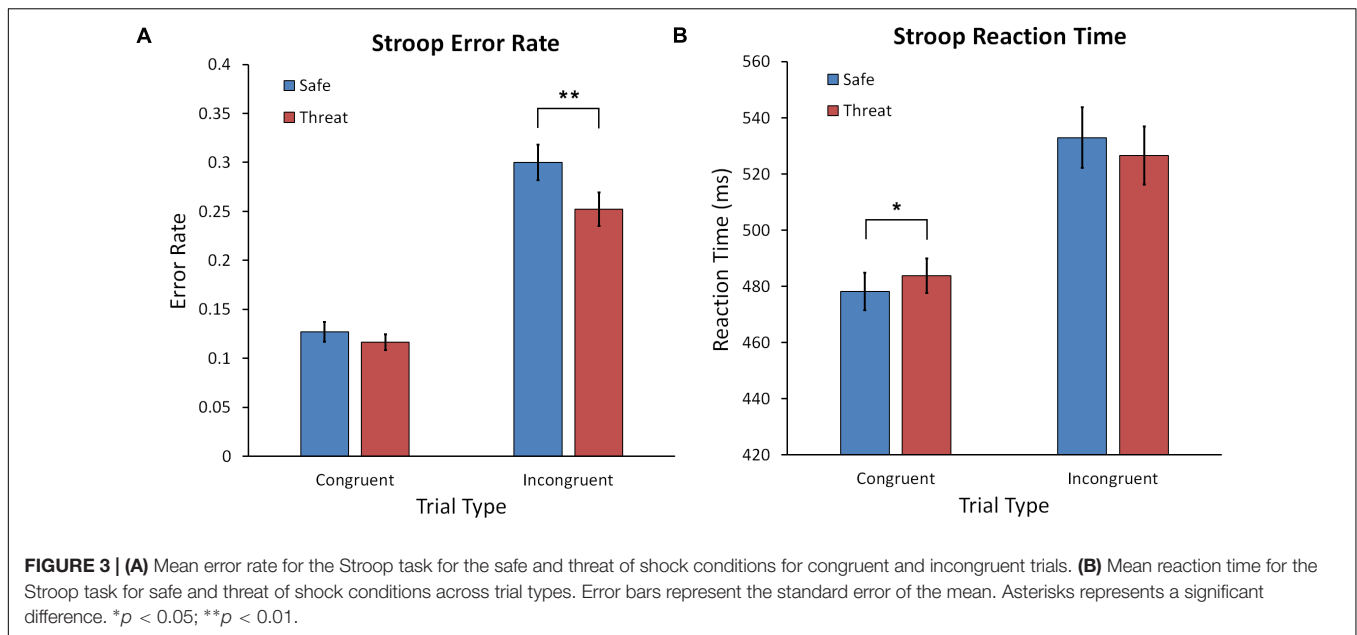 A
Stroop Error Rate
0.4
0.35
0.3
0.25
0.2
0.15
0.1
0.05
0
Error Rate
Safe
Threat
**
Congruent
Incongruent
Trial Type
B
Stroop Reaction Time
560
540
520
500
480
460
440
420
Reaction Time (ms)
Safe
Threat
*
Congruent
Incongruent
Trial Type
FIGURE 3 | (A) Mean error rate for the Stroop task for the safe and threat of shock conditions for congruent and incongruent trials. (B) Mean reaction time for the
Stroop task for safe and threat of shock conditions across trial types. Error bars represent the standard error of the mean. Asterisks represents a significant
difference. *p < 0.05; **p < 0.01.